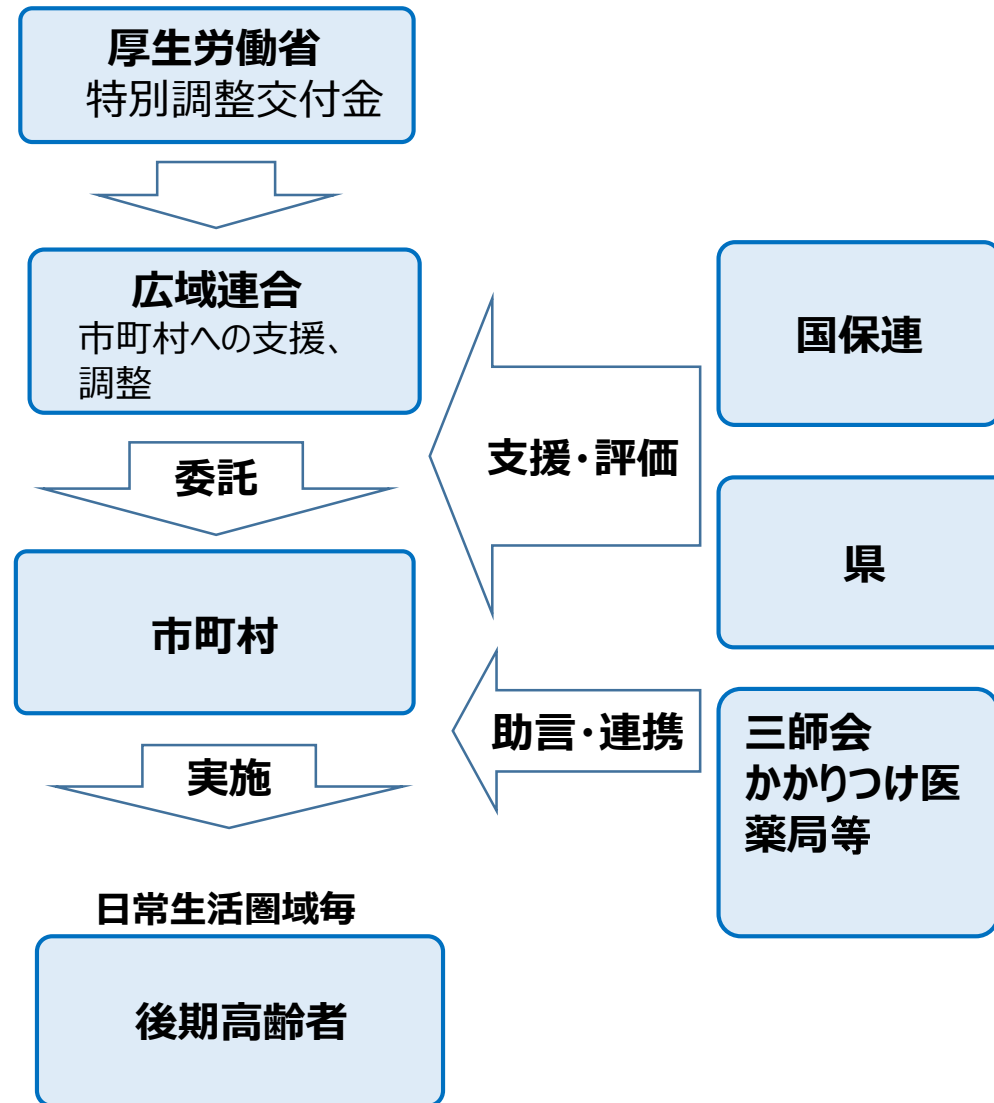 厚生労働省
特別調整交付金
広域連合
市町村への支援、
調整
委託
市町村
実施
日常生活圏域毎
後期高齢者
支援・評価
助言・連携
国保連
県
三師会
かかりつけ医
薬局等